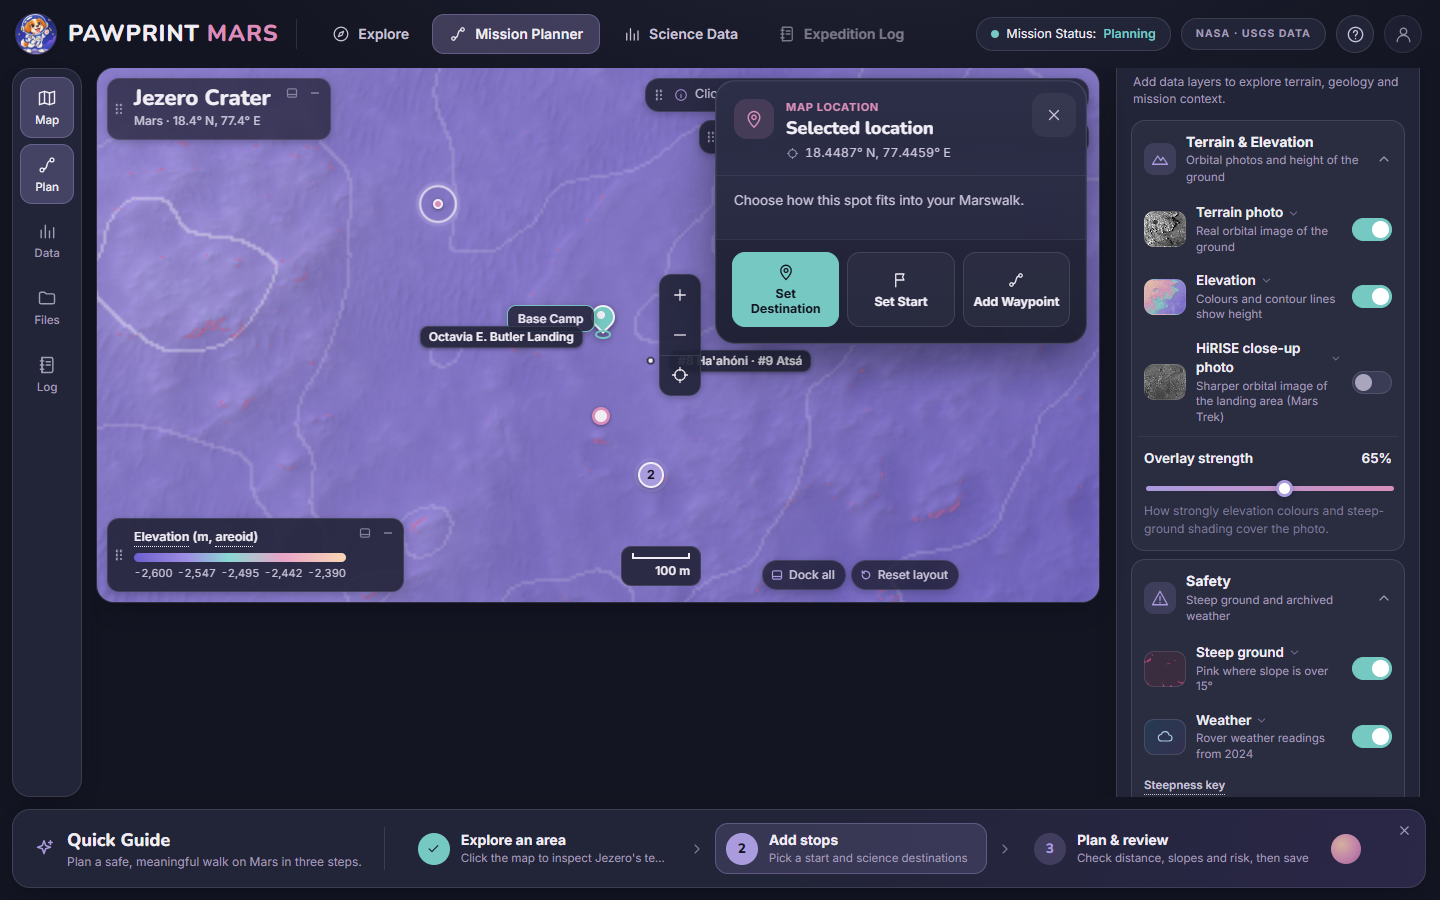 PAWPRINT MARS
Explore
Mission Planner
Science Data
Expedition Log
Mission Status: Planning
NASA · USGS DATA
Map
Plan
Data
Files
Log
Jezero Crater
Mars · 18.4° N, 77.4° E
Clic
MAP LOCATION
Selected location
18.4487° N, 77.4459° E
Choose how this spot fits into your Marswalk.
Set
Destination
Set Start
Add Waypoint
Base Camp
Octavia E. Butler Landing
#8 Ha'ahóni · #9 Atsá
2
Elevation (m, areoid)
-2,600 -2,547 -2,495 -2,442 -2,390
100 m
Dock all
Reset layout
Add data layers to explore terrain, geology and
mission context.
Terrain & Elevation
Orbital photos and height of the
ground
Terrain photo
Real orbital image of the
ground
Elevation
Colours and contour lines
show height
HiRISE close-up
photo
Sharper orbital image of
the landing area (Mars
Trek)
Overlay strength 65%
How strongly elevation colours and steep-
ground shading cover the photo.
Safety
Steep ground and archived
weather
Steep ground
Pink where slope is over
15°
Weather
Rover weather readings
from 2024
Steepness key
Quick Guide
Plan a safe, meaningful walk on Mars in three steps.
Explore an area
Click the map to inspect Jezero's te...
2
Add stops
Pick a start and science destinations
3
Plan & review
Check distance, slopes and risk, then save